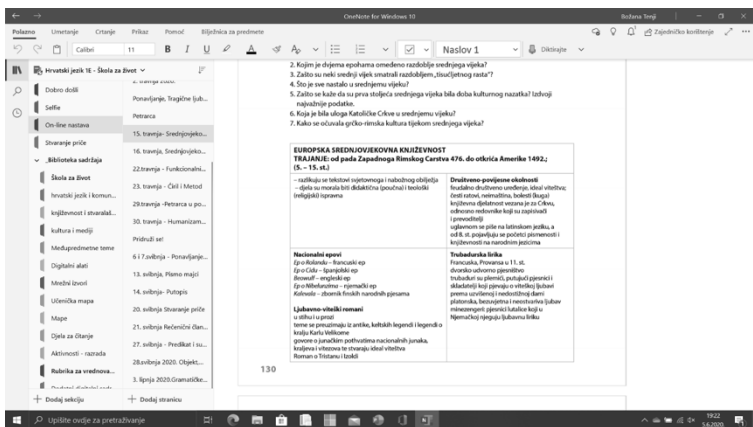 OneNote for Windows 10
Božana Tenji
Polazno
Umetanje
Crtanje
Prikaz
Pomoć
Bilježnica za predmete
Zajedničko korištenje
Calibri
11
B I U
Naslov 1
Diktirajte
Hrvatski jezik 1E - Škola za život
Dobro došli
Selfie
On-line nastava
Stvaranje priče
_Biblioteka sadržaja
Škola za život
hrvatski jezik i komun...
književnost i stvaralaš...
kultura i mediji
Međupredmetne teme
Digitalni alati
Mrežni izvori
Učenička mapa
Mape
Djela za čitanje
Aktivnosti - razrada
Rubrika za vrednova...
Dodaj sekciju
2. travnja 2020.
Ponavljanje, Tragične ljub...
Petrarca
15. travnja- Srednjovjeko...
16. travnja, Srednjovjeko...
22.travnja - Funkcionalni...
23. travnja - Ćiril i Metod
29.travnja -Petrarca u po...
30. travnja - Humanizam...
Pridruži se!
6 i 7.svibnja - Ponavljanje...
13. svibnja, Pismo majci
14. svibnja- Putopis
20. svibnja Stvaranje priče
21. svibnja Rečenični član...
27. svibnja - Predikat i su...
28.svibnja 2020. Objekt,...
3. lipnja 2020.Gramatičke...
Dodaj stranicu
2. Kojim je dvjema epohama omeđeno razdoblje srednjega vijeka?
3. Zašto su neki srednji vijek smatrali razdobljem „tisućljetnog rasta"?
4. Što je sve nastalo u srednjemu vijeku?
5. Zašto se kaže da su prva stoljeća srednjega vijeka bila doba kulturnog nazatka? Izdvoji
najvažnije podatke.
6. Koja je bila uloga Katoličke Crkve u srednjemu vijeku?
7. Kako se očuvala grčko-rimska kultura tijekom srednjega vijeka?
EUROPSKA SREDNJOVJEKOVNA KNJIŽEVNOST
TRAJANJE: od pada Zapadnoga Rimskog Carstva 476. do otkrića Amerike 1492.;
(5. – 15. st.)
– razlikuju se tekstovi svjetovnoga i nabožnog obilježja
– djela su morala biti didaktična (poučna) i teološki
(religijski) ispravna
Društveno-povijesne okolnosti
feudalno društveno uređenje, ideal viteštva;
česti ratovi, neimaština, bolesti (kuga)
književna djelatnost vezana je za Crkvu,
odnosno redovnike koji su zapisivači
i prevoditelji
uglavnom se piše na latinskom jeziku, a
od 8. st. pojavljuju se početci pismenosti i
književnosti na narodnim jezicima
Nacionalni epovi
Ep o Rolandu – francuski ep
Ep o Cidu – španjolski ep
Beowulf – engleski ep
Ep o Nibelunzima – njemački ep
Kalevala – zbornik finskih narodnih pjesama
Ljubavno-viteški romani
u stihu i u prozi
teme se preuzimaju iz antike, keltskih legendi i legendi o
kralju Karlu Velikome
govore o junačkim pothvatima nacionalnih junaka,
kraljeva i vitezova te stvaraju ideal viteštva
Roman o Tristanu i Izoldi
Trubadurska lirika
Francuska, Provansa u 11. st.
dvorsko udvorno pjesništvo
trubaduri su plemići, putujući pjesnici i
skladatelji koji pjevaju o viteškoj ljubavi
prema uzvišenoj i nedostižnoj dami
platonska, bezuvjetna i neostvariva ljubav
minezengeri: pjesnici lutalice koji u
Njemačkoj njeguju ljubavnu liriku
130
Upišite ovdje za pretraživanje
19:22
5.6.2020.